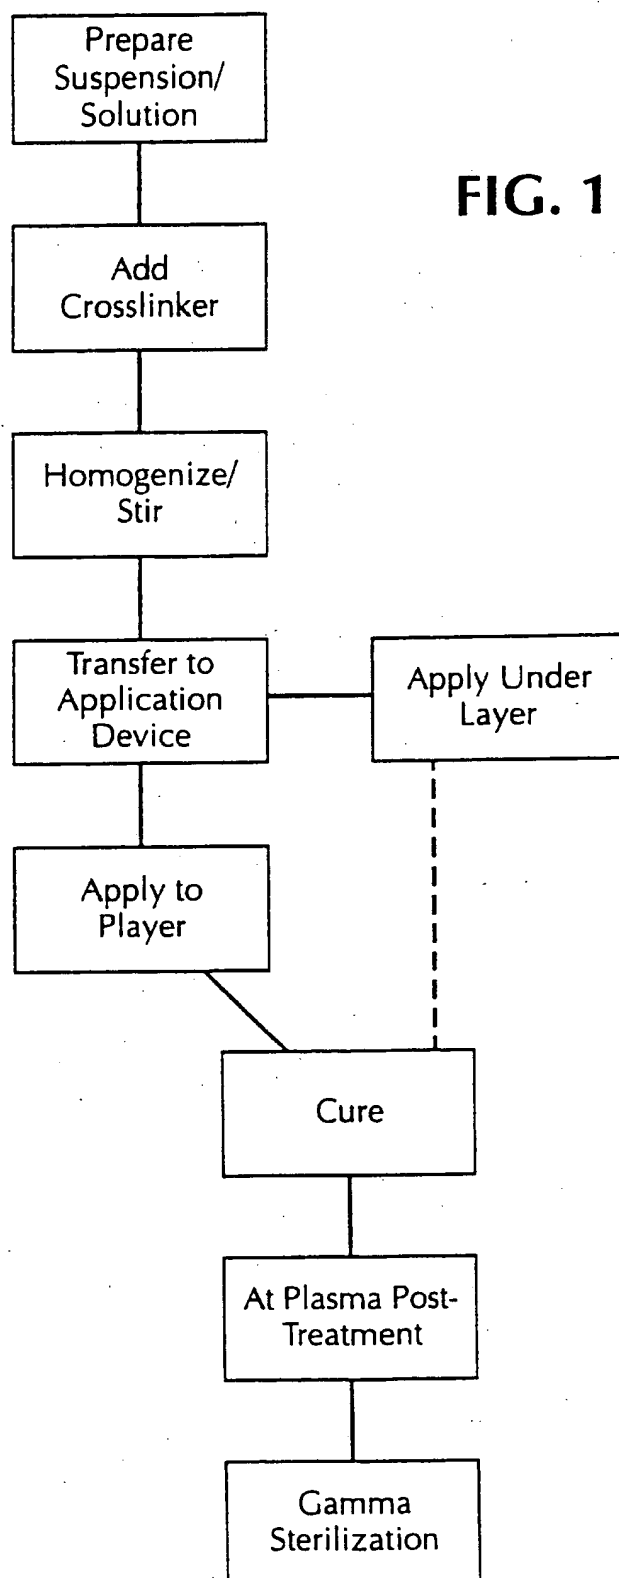 Prepare
Suspension/
Solution
FIG. 1
Add
Crosslinker
Homogenize/
Stir
Transfer to
Application
Device
Apply Under
Layer
Apply to
Player
Cure
At Plasma Post-
Treatment
Gamma
Sterilization